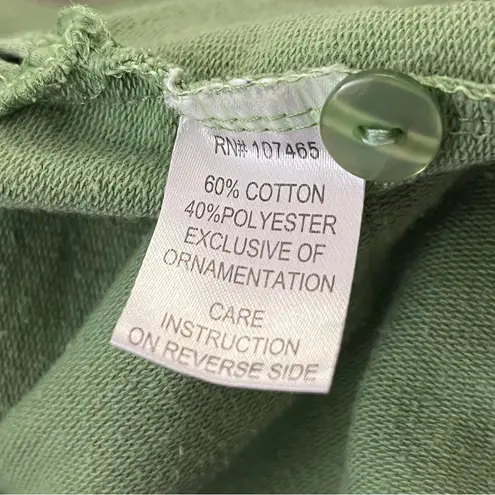 RN# 107465
60% COTTON
40%POLYESTER
EXCLUSIVE OF
ORNAMENTATION
CARE
INSTRUCTION
ON REVERSE SIDE